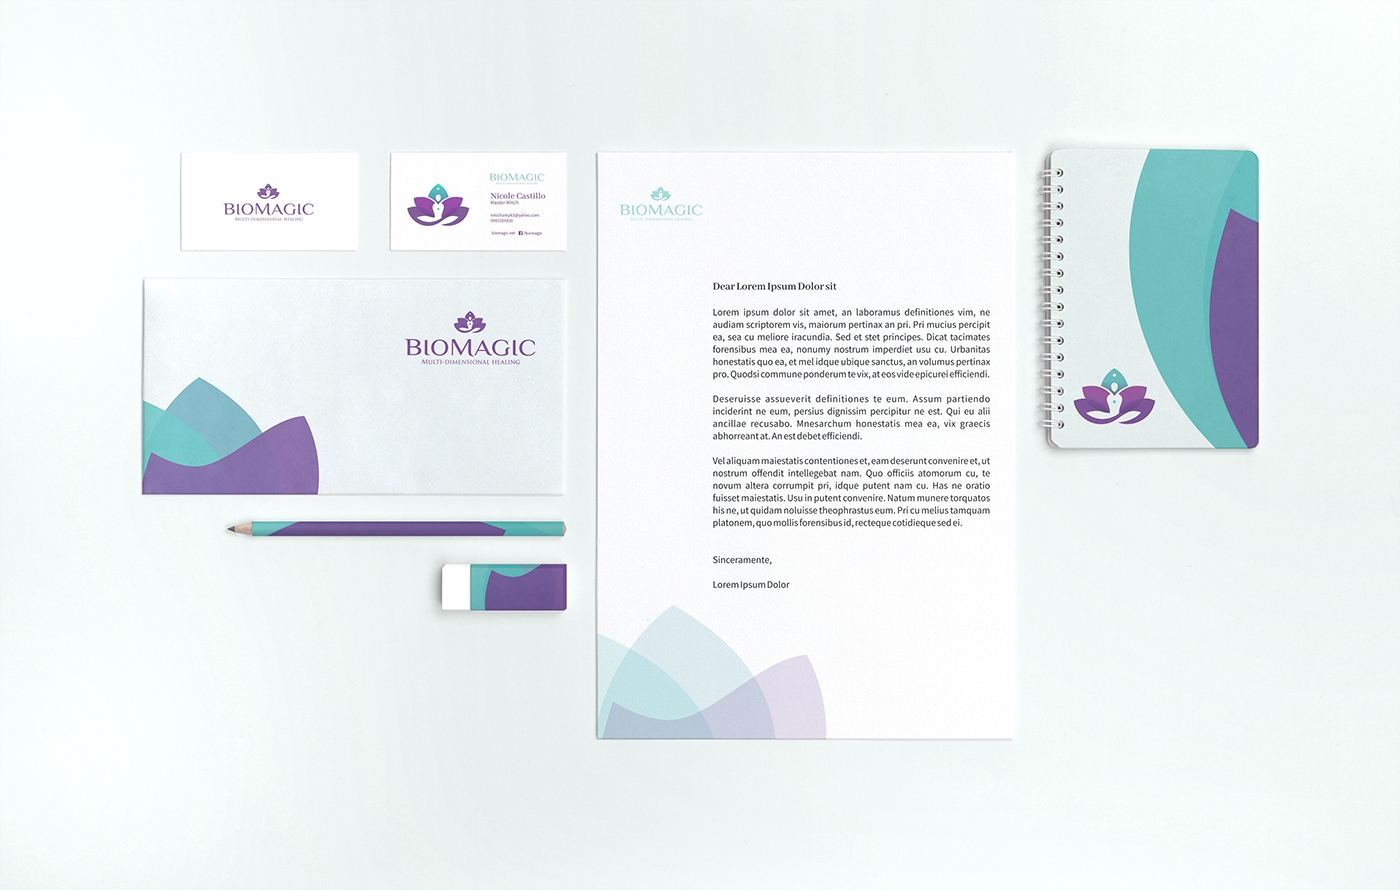 BIOMAGIC
MULTI-DIMENSIONAL HEALING
BIOMAGIC
Nicole Castillo
Master Witch
biomagic.net
/biomagic
BIOMAGIC
MULTI-DIMENSIONAL HEALING
BIOMAGIC
MULTI-DIMENSIONAL HEALING
Dear Lorem Ipsum Dolor sit
Lorem ipsum dolor sit amet, an laboramus definitiones vim, ne
audiam scriptorem vis, maiorum pertinax an pri. Pri mucius percipit
ea, sea cu meliore iracundia. Sed et stet principes. Dicat tacimates
forensibus mea ea, nonumy nostrum imperdiet usu cu. Urbanitas
honestatis quo ea, et mel idque ubique sanctus, an volumus pertinax
pro. Quodsi commune ponderum te vix, at eos vide epicurei efficiendi.
Deseruisse assueverit definitiones te eum. Assum partiendo
inciderint ne eum, persius dignissim percipitur ne est. Qui eu alii
ancillae recusabo. Mnesarchum honestatis mea ea, vix graecis
abhorreant at. An est debet efficiendi.
Vel aliquam maiestatis contentiones et, eam deserunt convenire et, ut
nostrum offendit intellegebat nam. Quo officiis atomorum cu, te
novum altera corrumpit pri, idque putent nam cu. Has ne oratio
fuisset maiestatis. Usu in putent convenire. Natum munere torquatos
his ne, ut quidam noluisse theophrastus eum. Pri cu melius tamquam
platonem, quo mollis forensibus id, recteque cotidieque sed ei.
Sinceramente,
Lorem Ipsum Dolor